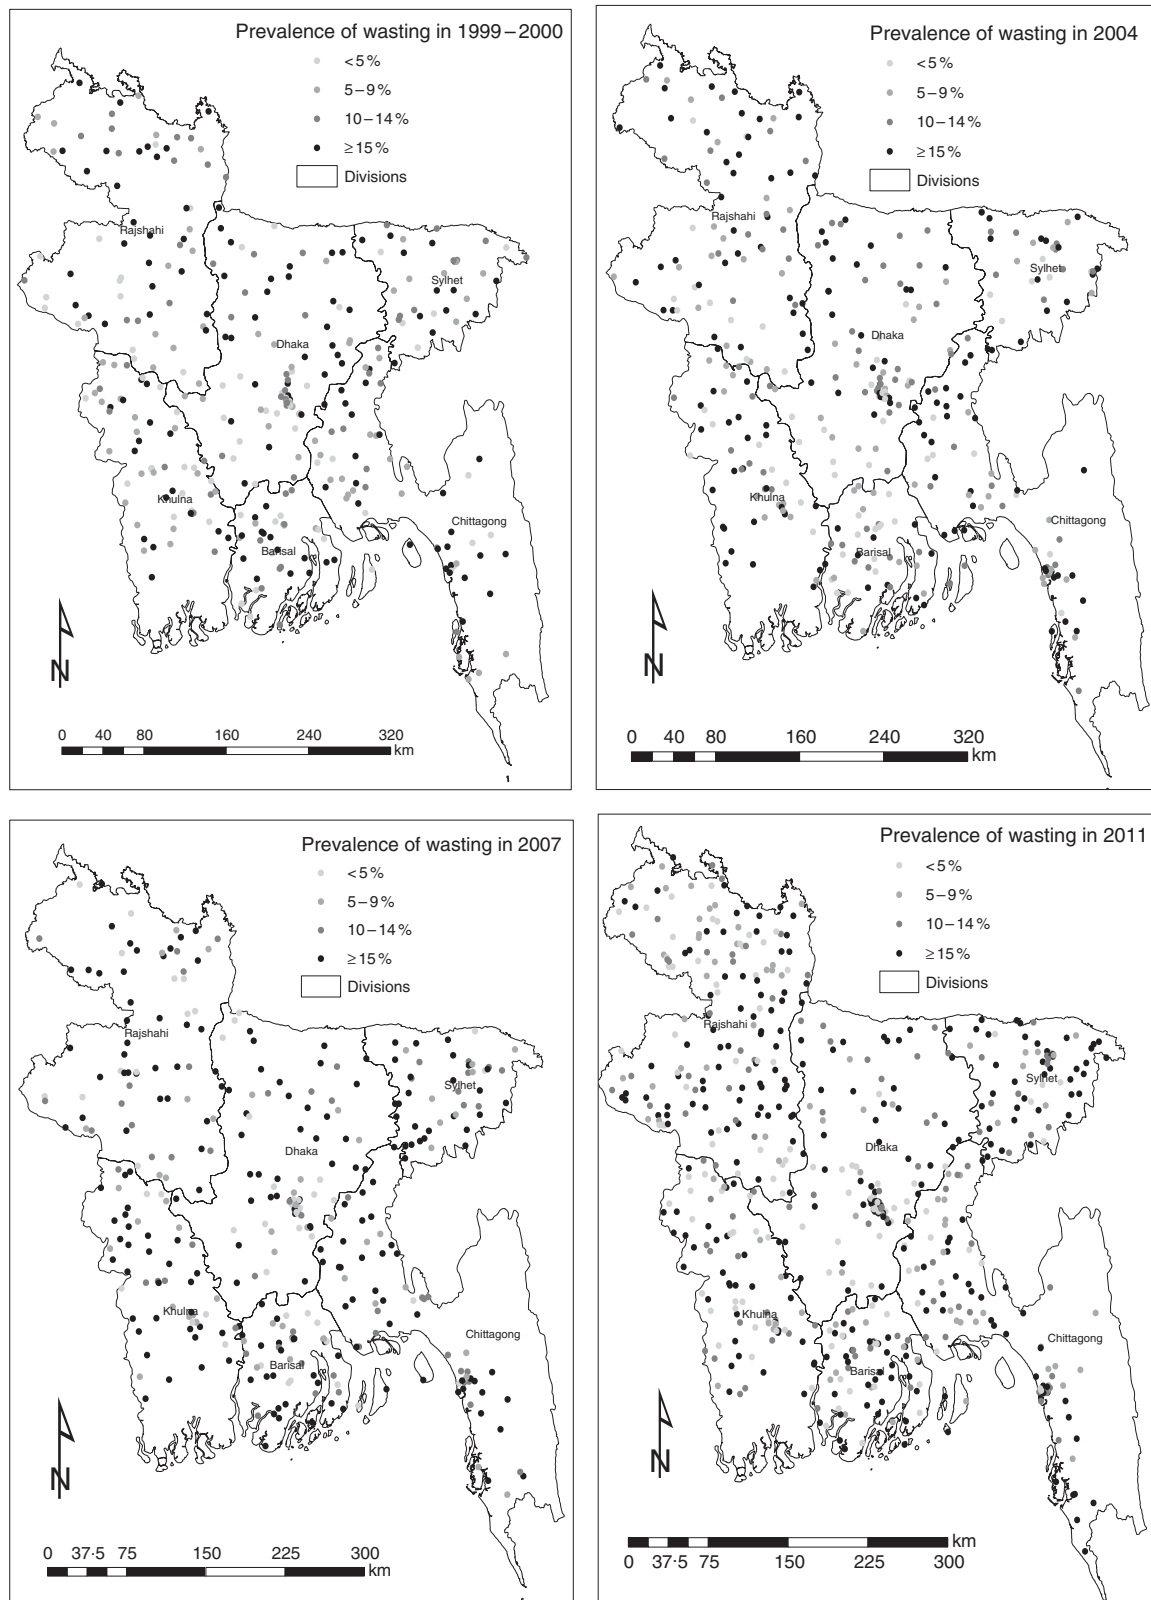 Prevalence of wasting in 1999–2000
<5%
5–9%
10–14%
≥15%
Divisions
Rajshahi
Sylhet
Dhaka
Khulna
Chittagong
Barisal
N
0 40 80 160 240 320
km
Prevalence of wasting in 2004
<5%
5–9%
10–14%
≥15%
Divisions
Rajshahi
Sylhet
Dhaka
Khulna
Chittagong
Barisal
N
0 40 80 160 240 320
km
Prevalence of wasting in 2007
<5%
5–9%
10–14%
≥15%
Divisions
Rajshahi
Sylhet
Dhaka
Khulna
Chittagong
Barisal
N
0 37·5 75 150 225 300
km
Prevalence of wasting in 2011
<5%
5–9%
10–14%
≥15%
Divisions
Rajshahi
Sylhet
Dhaka
Khulna
Chittagong
Barisal
N
km
0 37·5 75 150 225 300